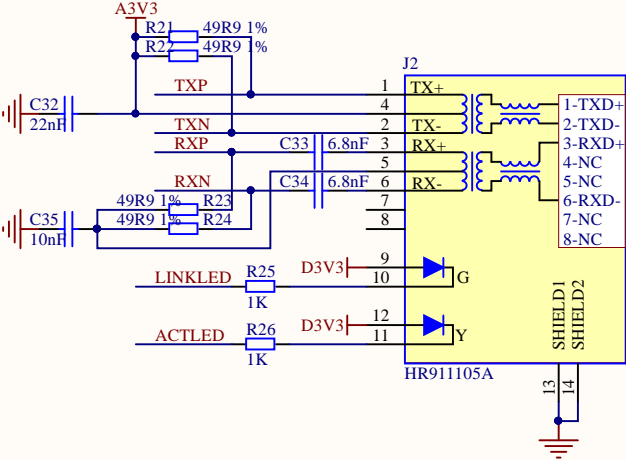 A3V3
R21 49R9 1%
R22 49R9 1%
J2
TXP 1 TX+
C32 4
22nF
TXN 2 TX-
RXP C33 6.8nF 3 RX+
5
RXN C34 6.8nF 6 RX-
1-TXD+
2-TXD-
3-RXD+
4-NC
5-NC
6-RXD-
7-NC
8-NC
49R9 1% R23 7
C35 49R9 1% R24 8
10nF
D3V3 9
LINKLED R25 10 G
1K
D3V3 12
ACTLED R26 11 Y
1K
SHIELD1
SHIELD2
HR911105A
13
14